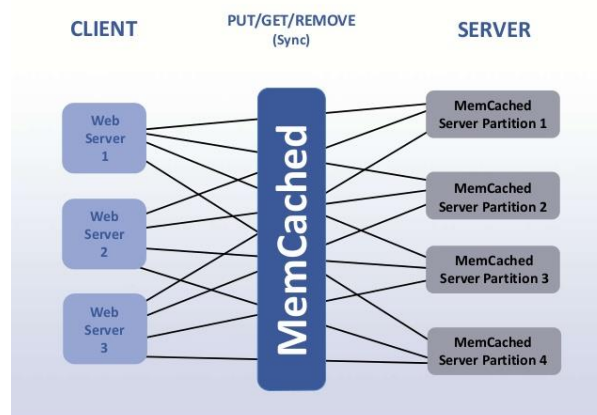 CLIENT
PUT/GET/REMOVE
(Sync)
SERVER
Web
Server
1
Web
Server
2
Web
Server
3
MemCached
MemCached
Server Partition 1
MemCached
Server Partition 2
MemCached
Server Partition 3
MemCached
Server Partition 4